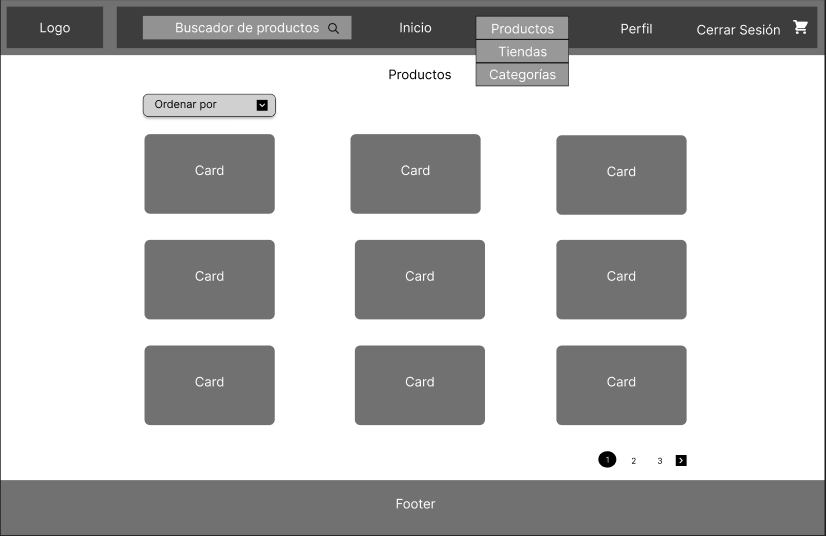 Logo
Buscador de productos
Inicio
Productos
Tiendas
Categorías
Perfil
Cerrar Sesión
Productos
Ordenar por
Card
Card
Card
Card
Card
Card
Card
Card
Card
1
2
3
Footer